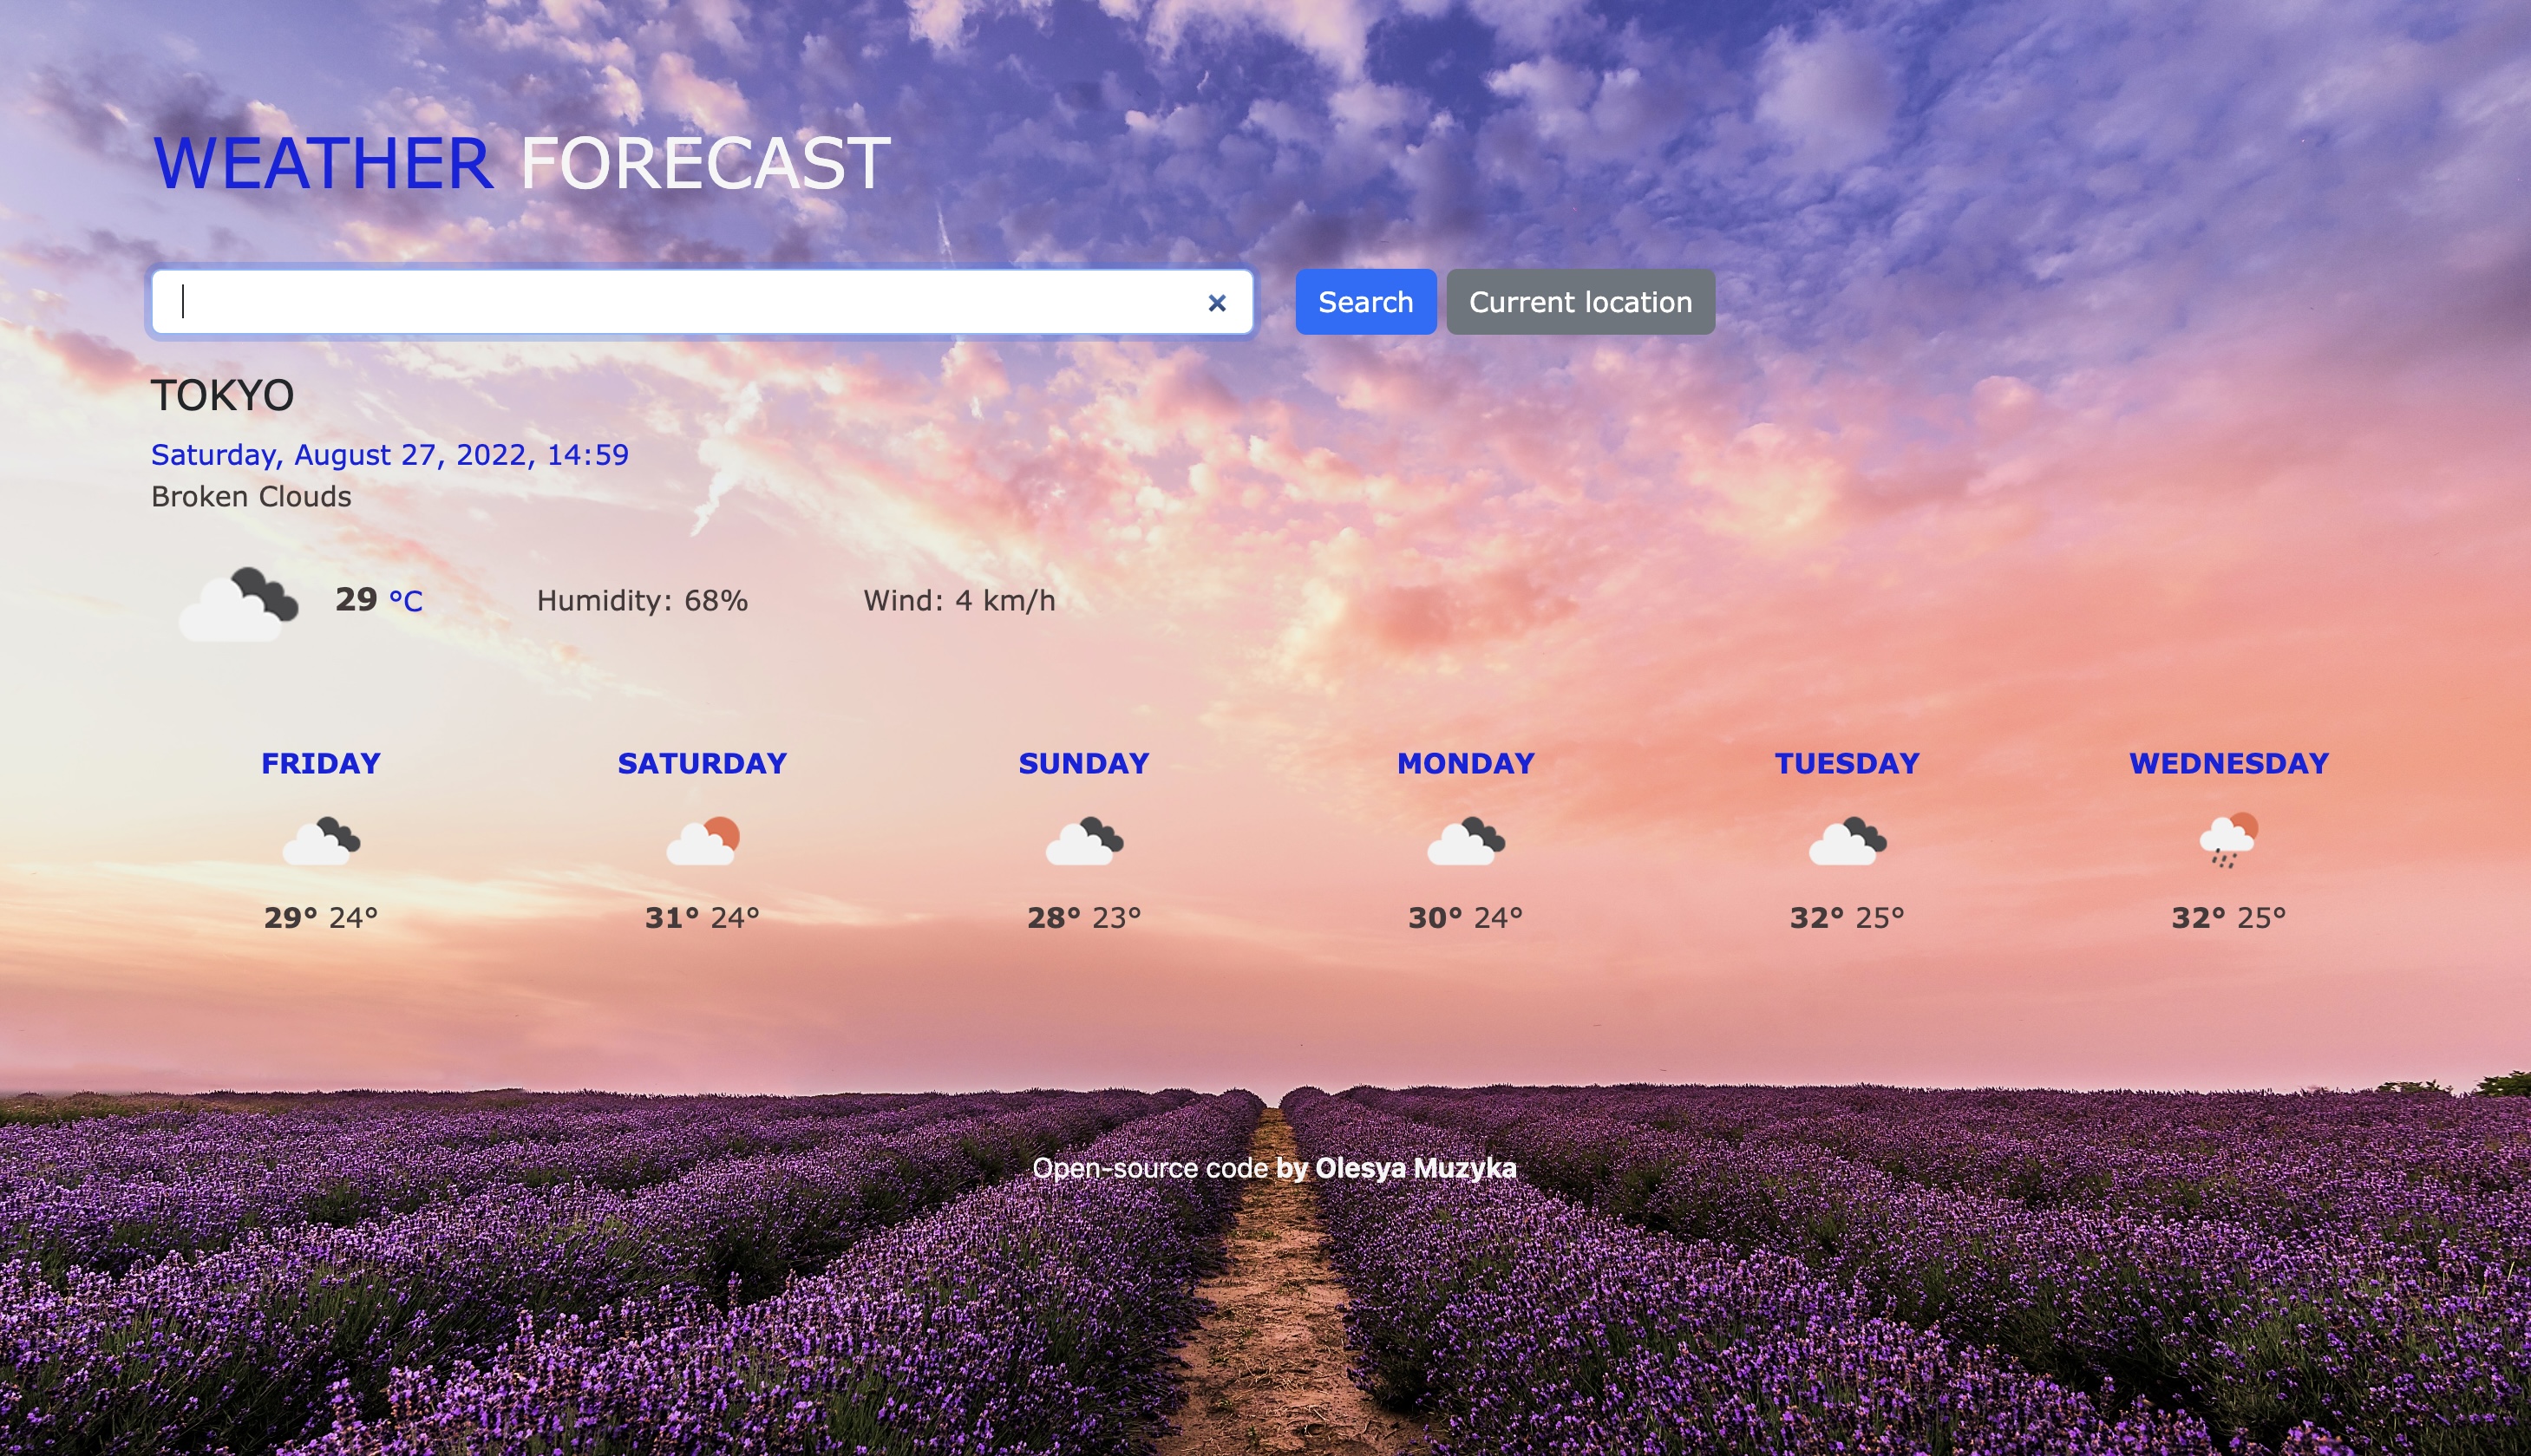 WEATHER FORECAST
Search Current location
TOKYO
Saturday, August 27, 2022, 14:59
Broken Clouds
29 °C Humidity: 68% Wind: 4 km/h
FRIDAY SATURDAY SUNDAY MONDAY TUESDAY WEDNESDAY
29° 24° 31° 24° 28° 23° 30° 24° 32° 25° 32° 25°
Open-source code by Olesya Muzyka